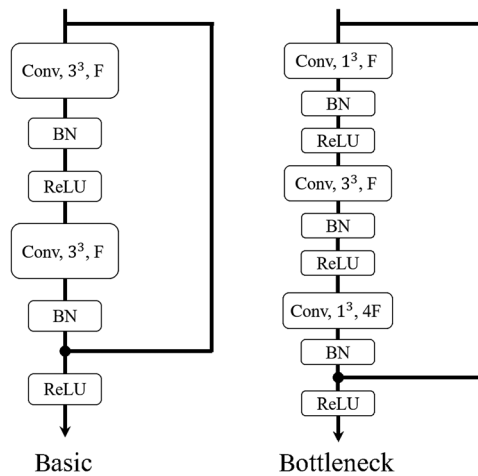 Conv, 3³, F
BN
ReLU
Conv, 3³, F
BN
ReLU
Basic
Conv, 1³, F
BN
ReLU
Conv, 3³, F
BN
ReLU
Conv, 1³, 4F
BN
ReLU
Bottleneck